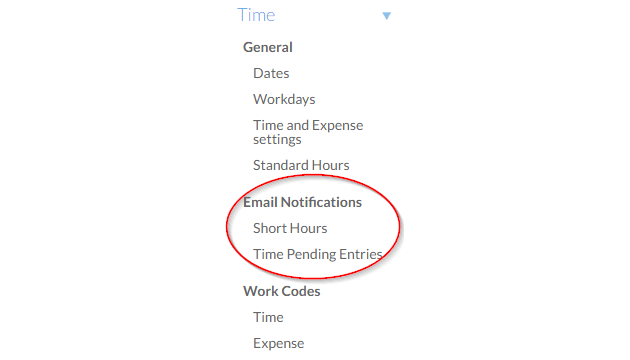 Time
General
Dates
Workdays
Time and Expense
settings
Standard Hours
Email Notifications
Short Hours
Time Pending Entries
Work Codes
Time
Expense